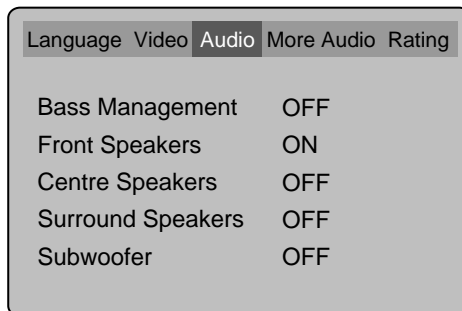 Language Video Audio More Audio Rating
Bass Management OFF
Front Speakers ON
Centre Speakers OFF
Surround Speakers OFF
Subwoofer OFF